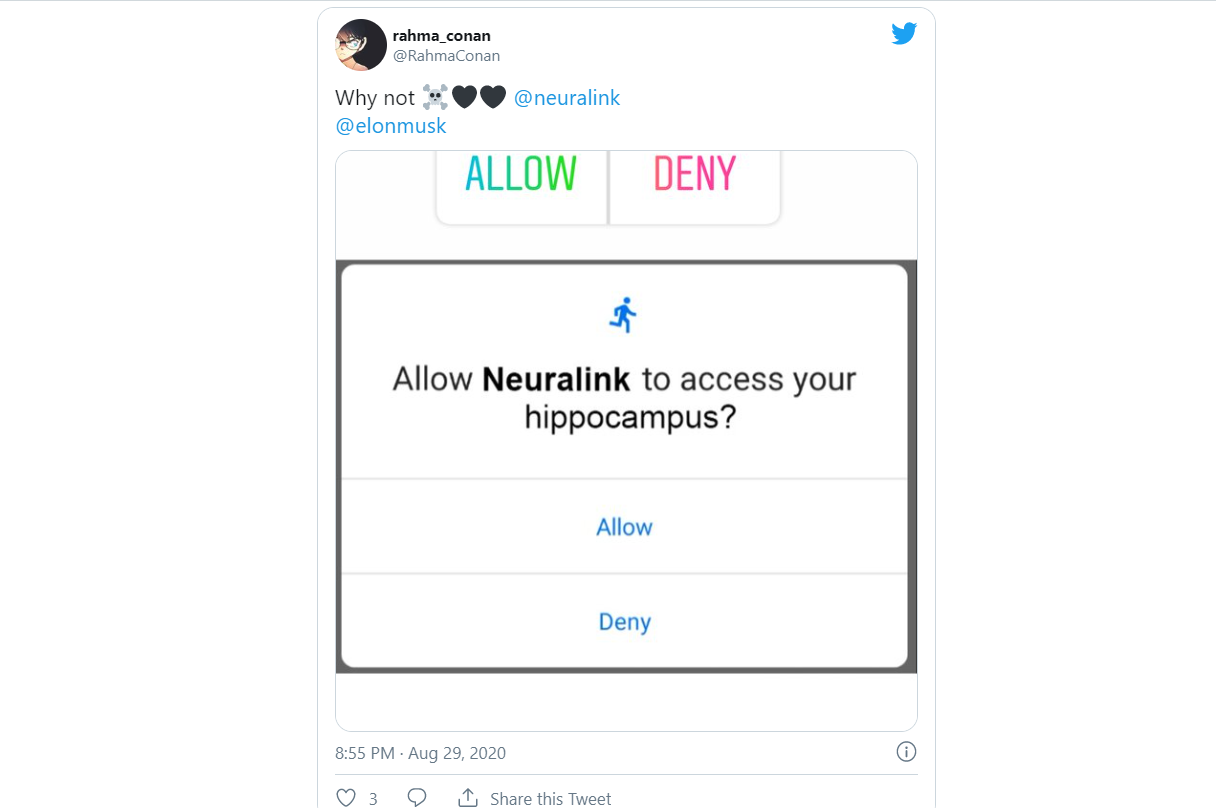 rahma_conan
@RahmaConan
Why not ☠️🖤🖤 @neuralink
@elonmusk
ALLOW DENY
Allow Neuralink to access your
hippocampus?
Allow
Deny
8:55 PM · Aug 29, 2020
3 Share this Tweet